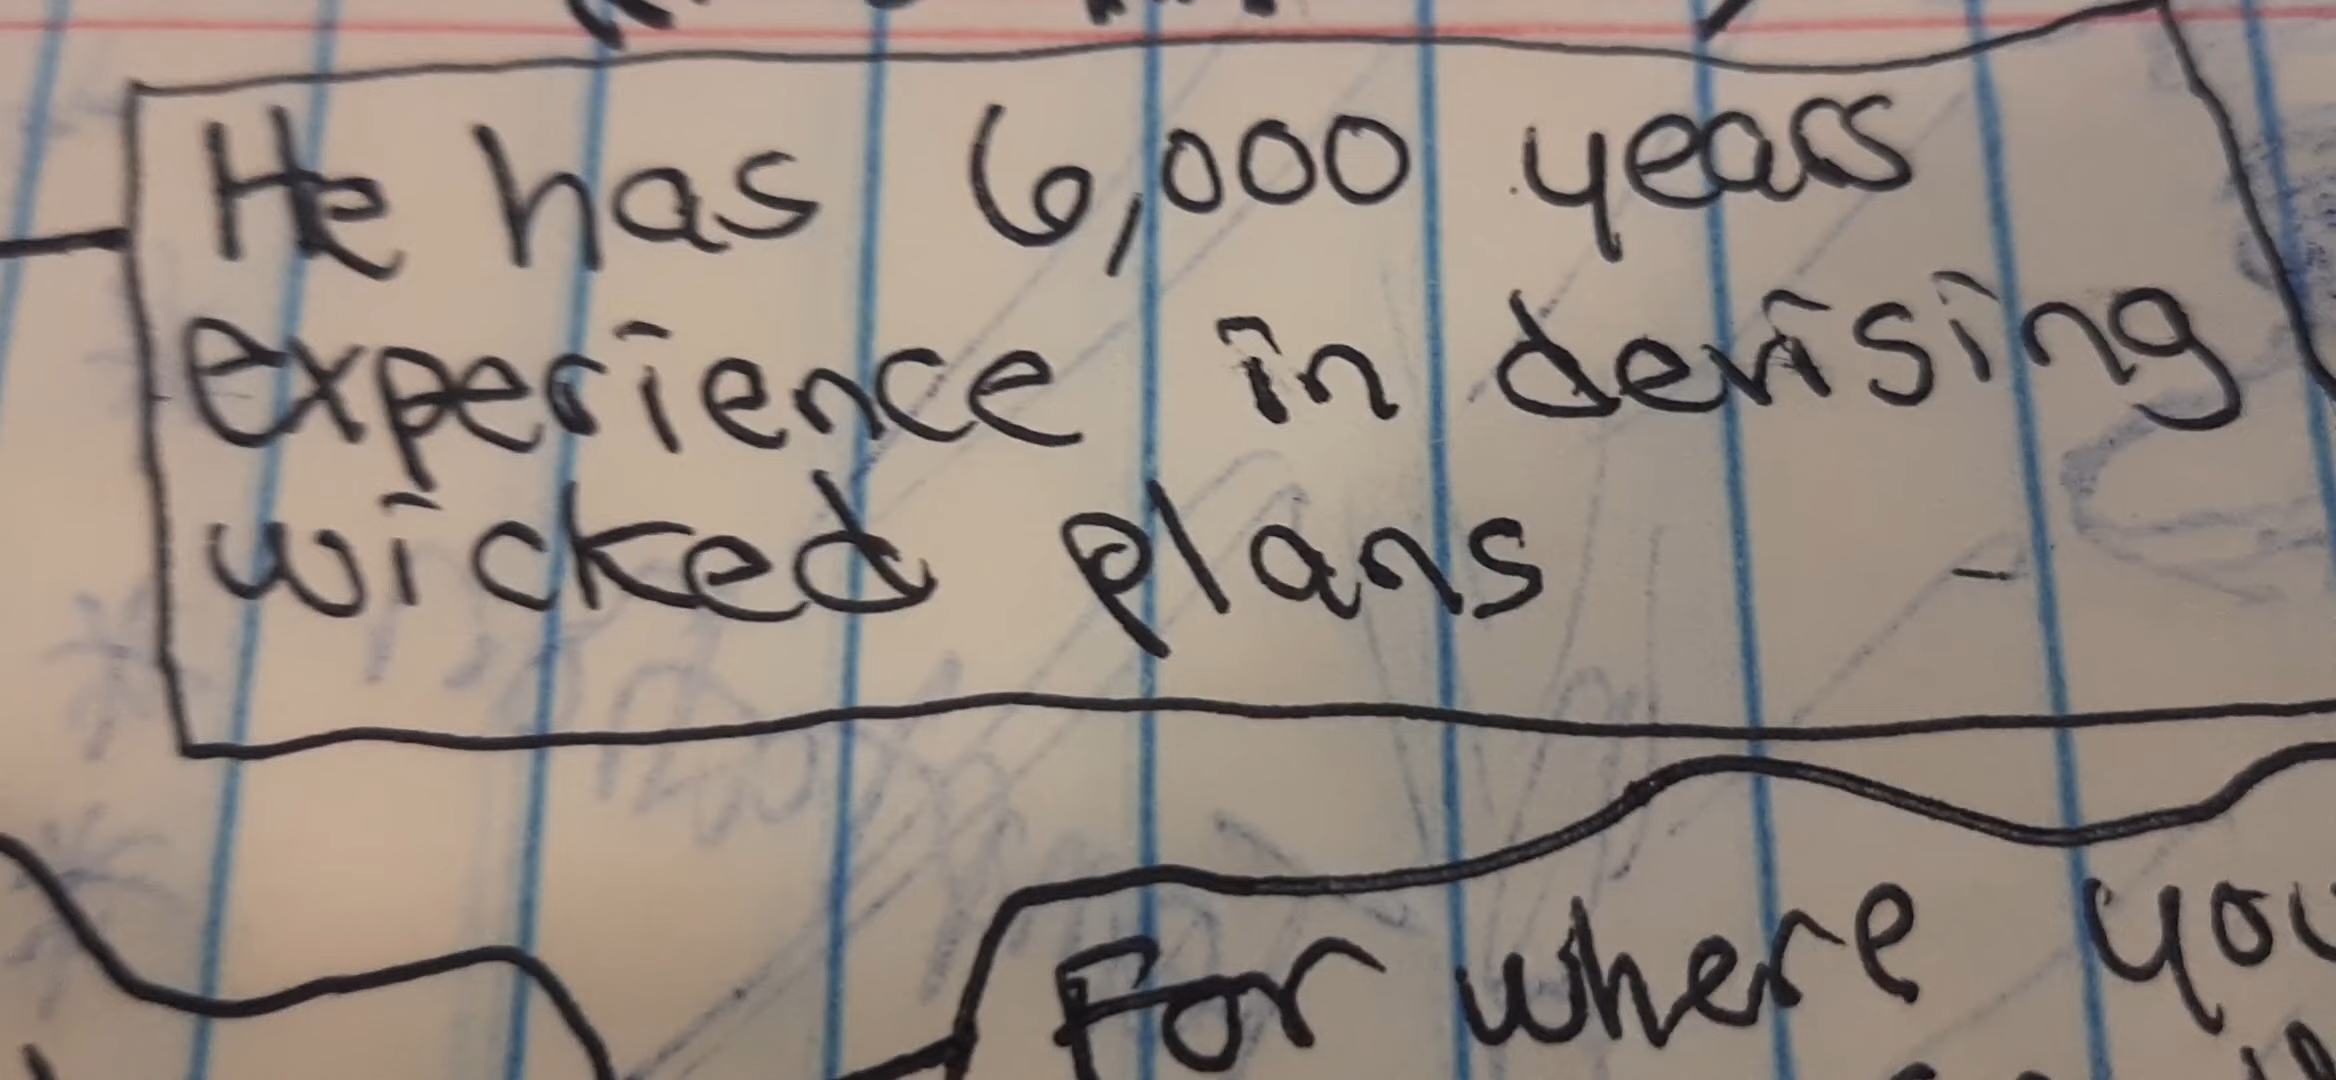 He has 6,000 years
experience in devising
wicked plans
For where you